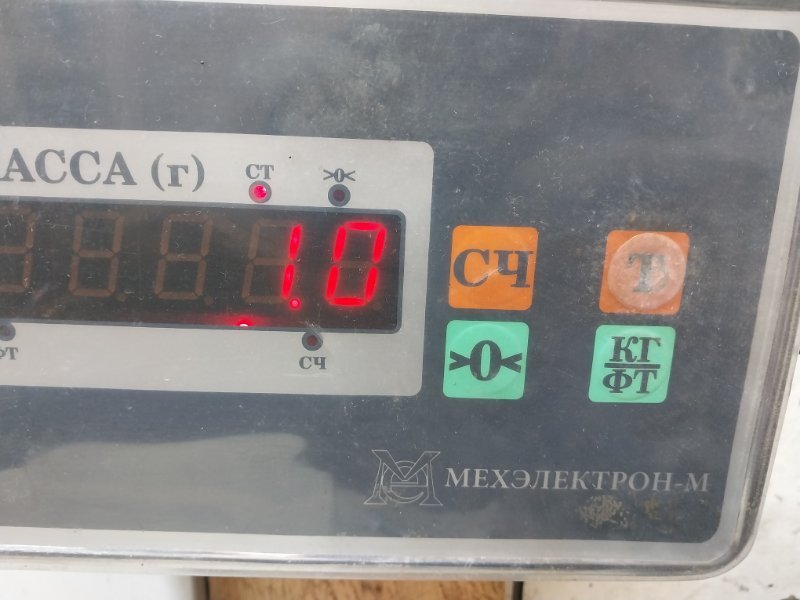 АССА (г)
СТ >0<
1.0
ФТ СЧ
СЧ Т
>0< КГ
ФТ
МЕХЭЛЕКТРОН-М